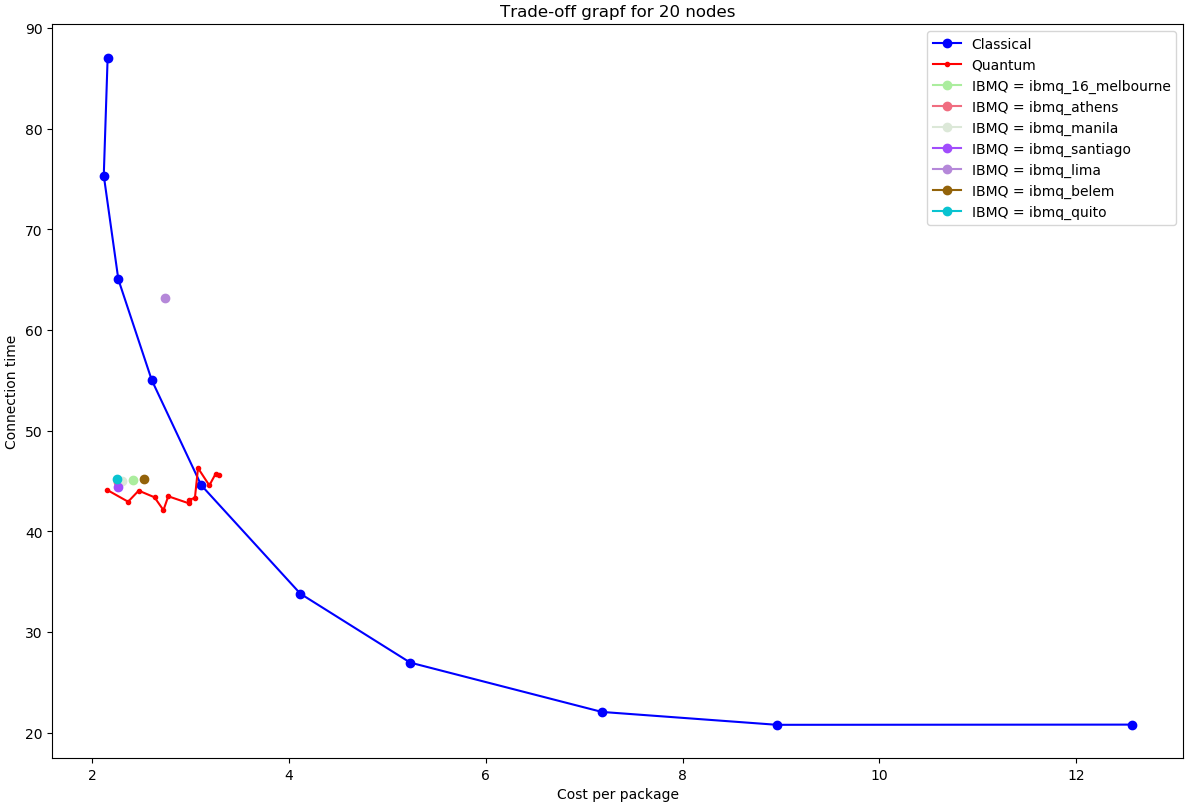 Trade-off grapf for 20 nodes
90
80
70
60
50
40
30
20
Connection time
Classical
Quantum
IBMQ = ibmq_16_melbourne
IBMQ = ibmq_athens
IBMQ = ibmq_manila
IBMQ = ibmq_santiago
IBMQ = ibmq_lima
IBMQ = ibmq_belem
IBMQ = ibmq_quito
2 4 6 8 10 12
Cost per package